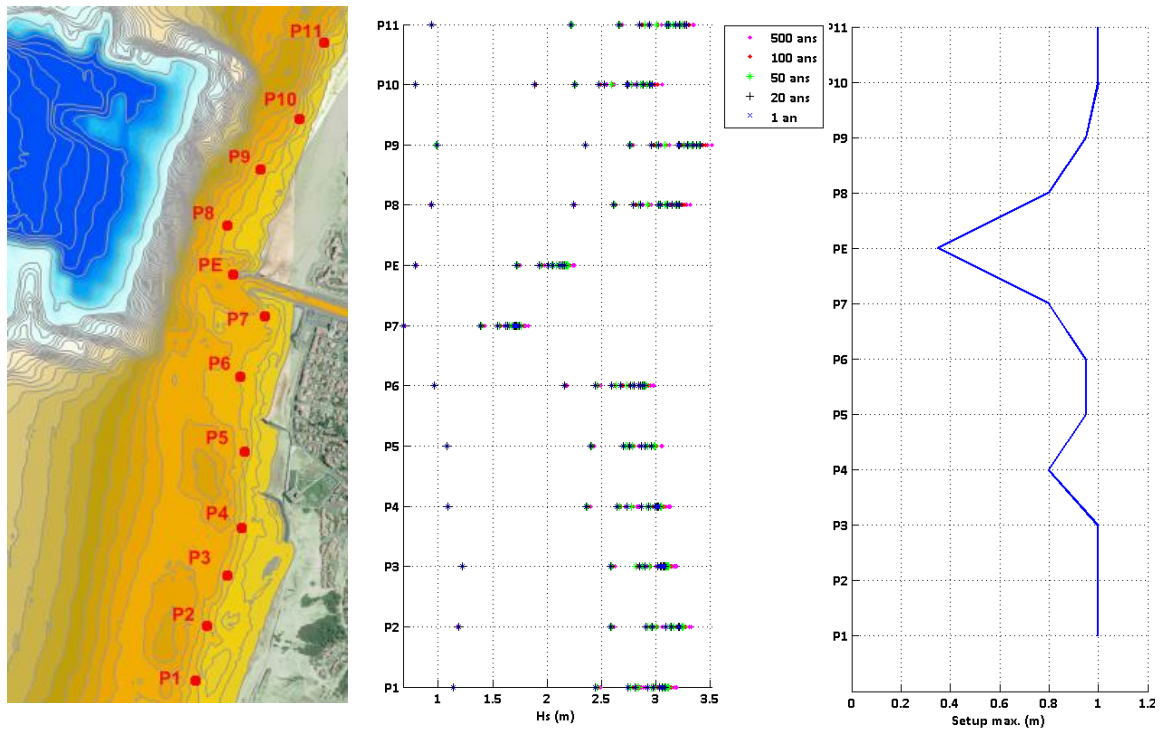 P11
P10
P9
P8
PE
P7
P6
P5
P4
P3
P2
P1
P11
P10
P9
P8
PE
P7
P6
P5
P4
P3
P2
P1
1
1.5
2
2.5
3
3.5
Hs (m)
500 ans
100 ans
50 ans
20 ans
1 an
P11
P10
P9
P8
PE
P7
P6
P5
P4
P3
P2
P1
0
0.2
0.4
0.6
0.8
1
1.2
Setup max. (m)